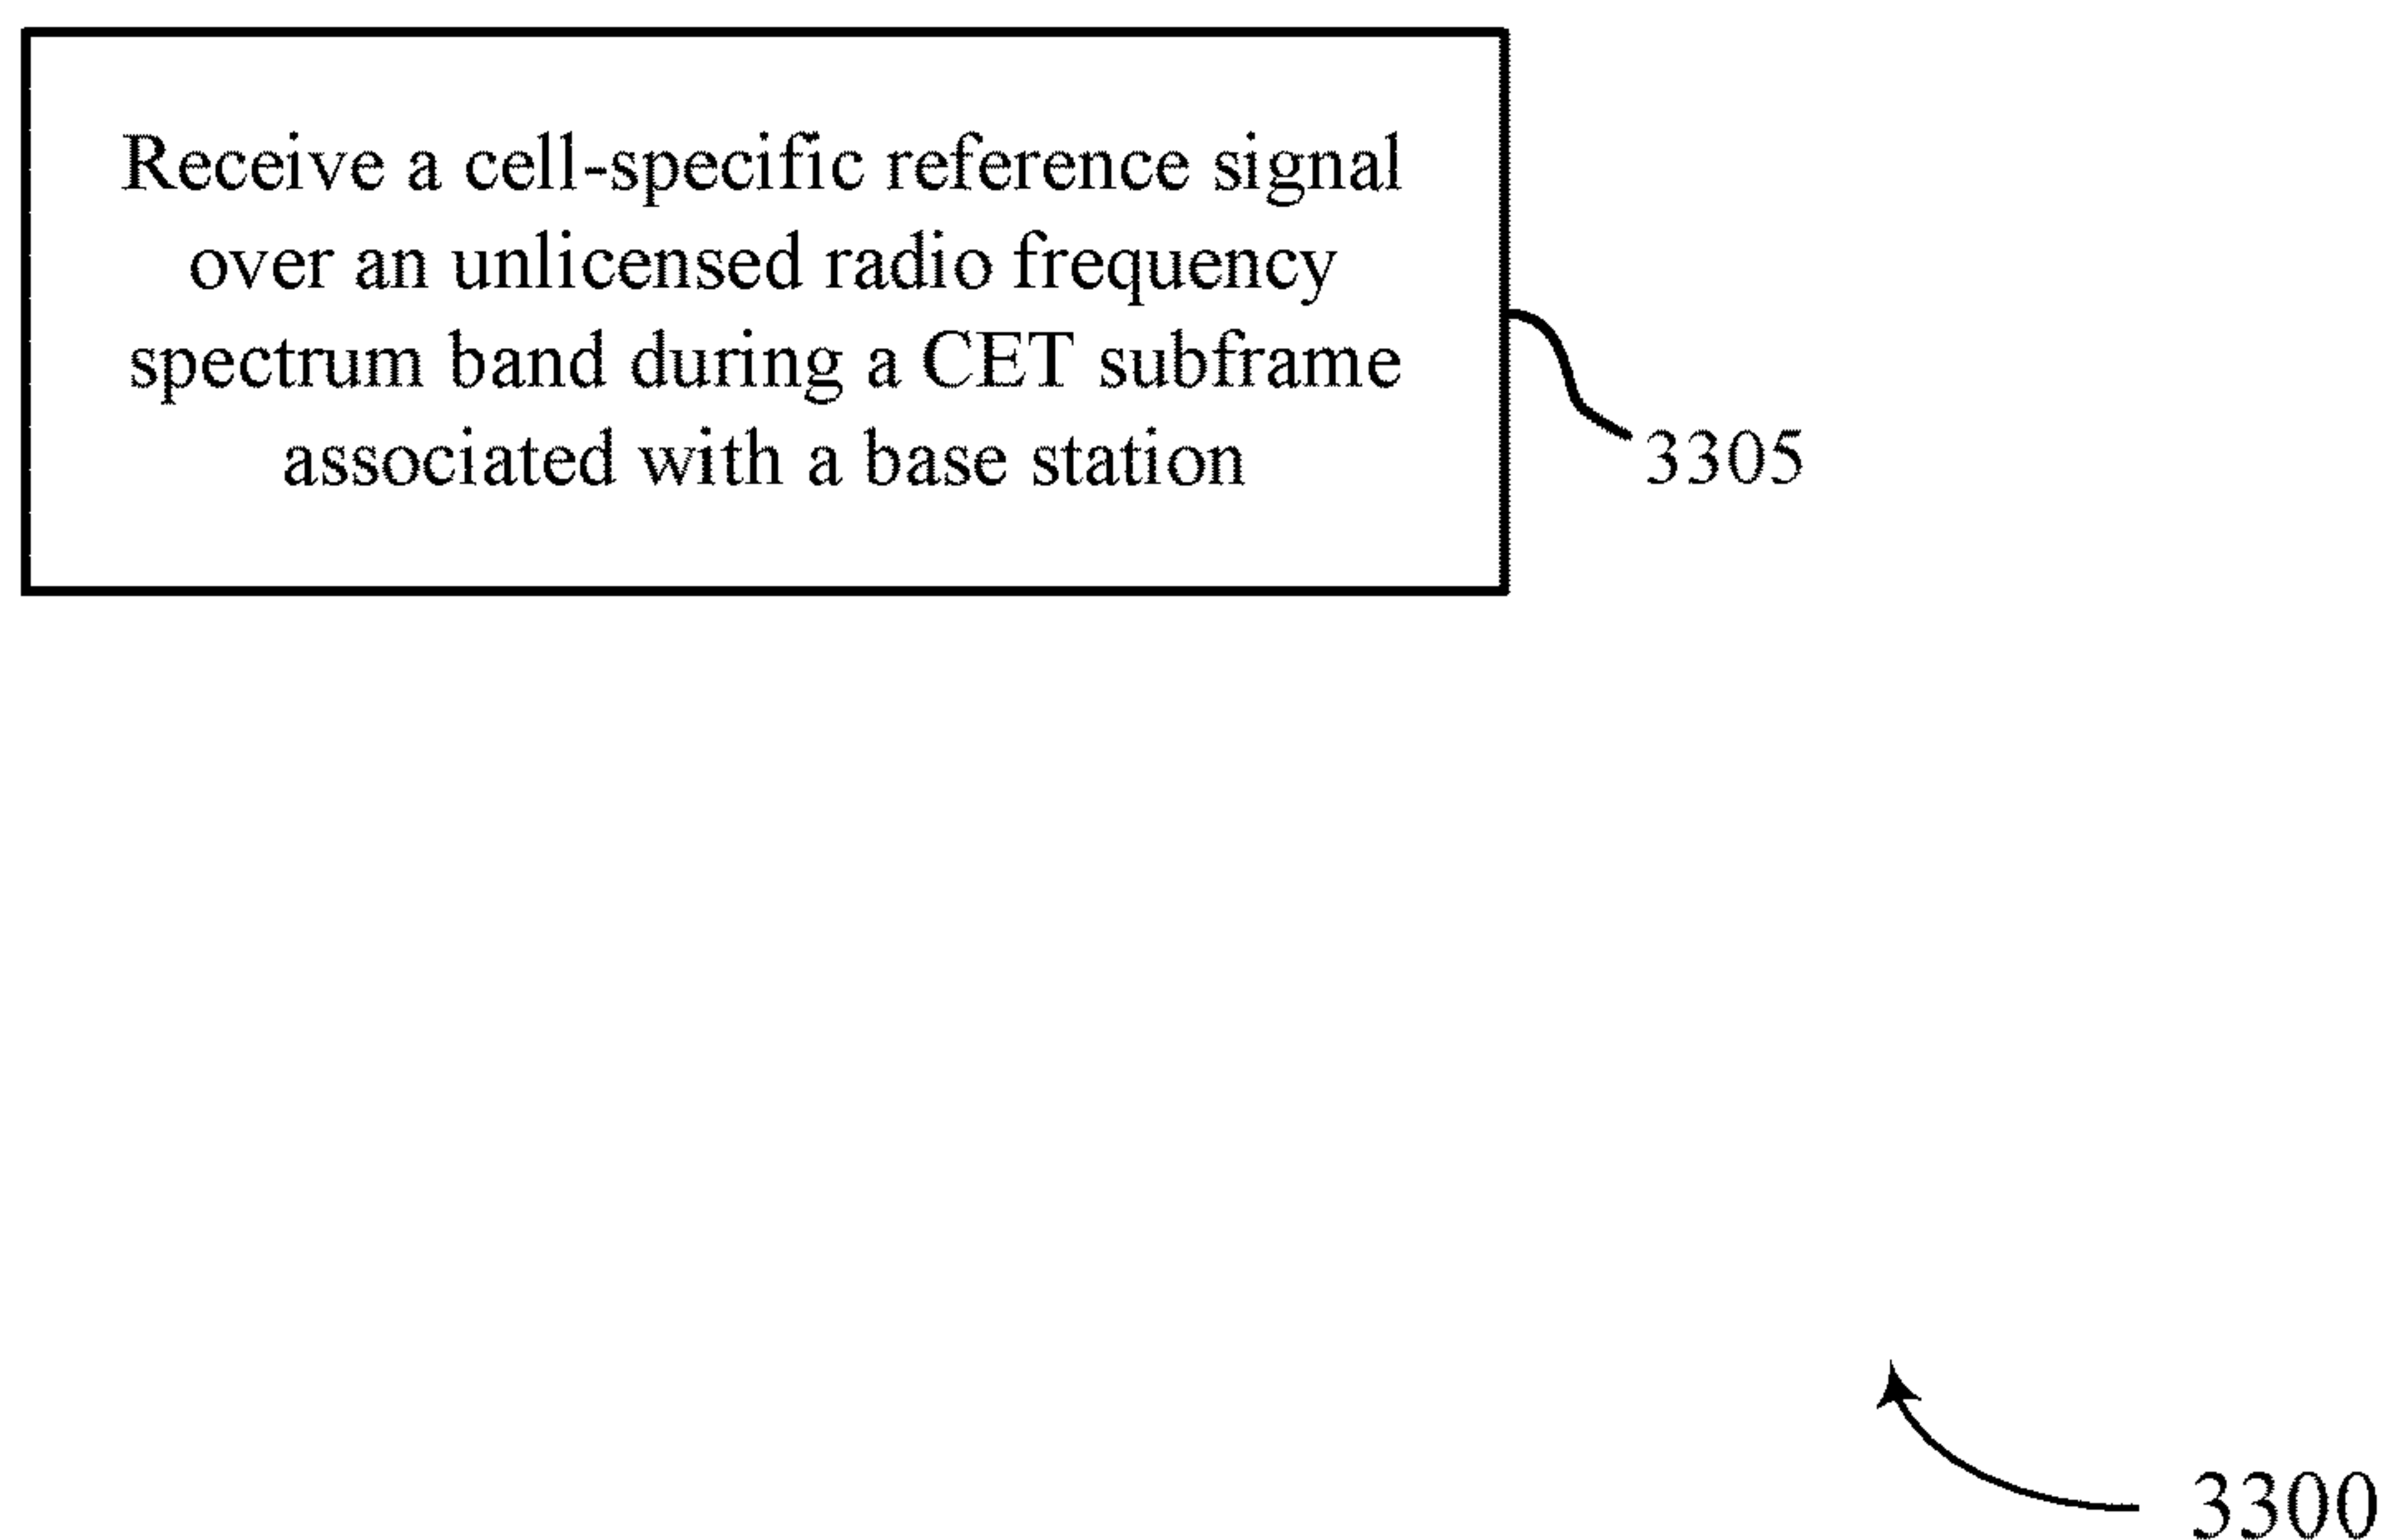 Receive a cell-specific reference signal
over an unlicensed radio frequency
spectrum band during a CET subframe
associated with a base station
3305
3300